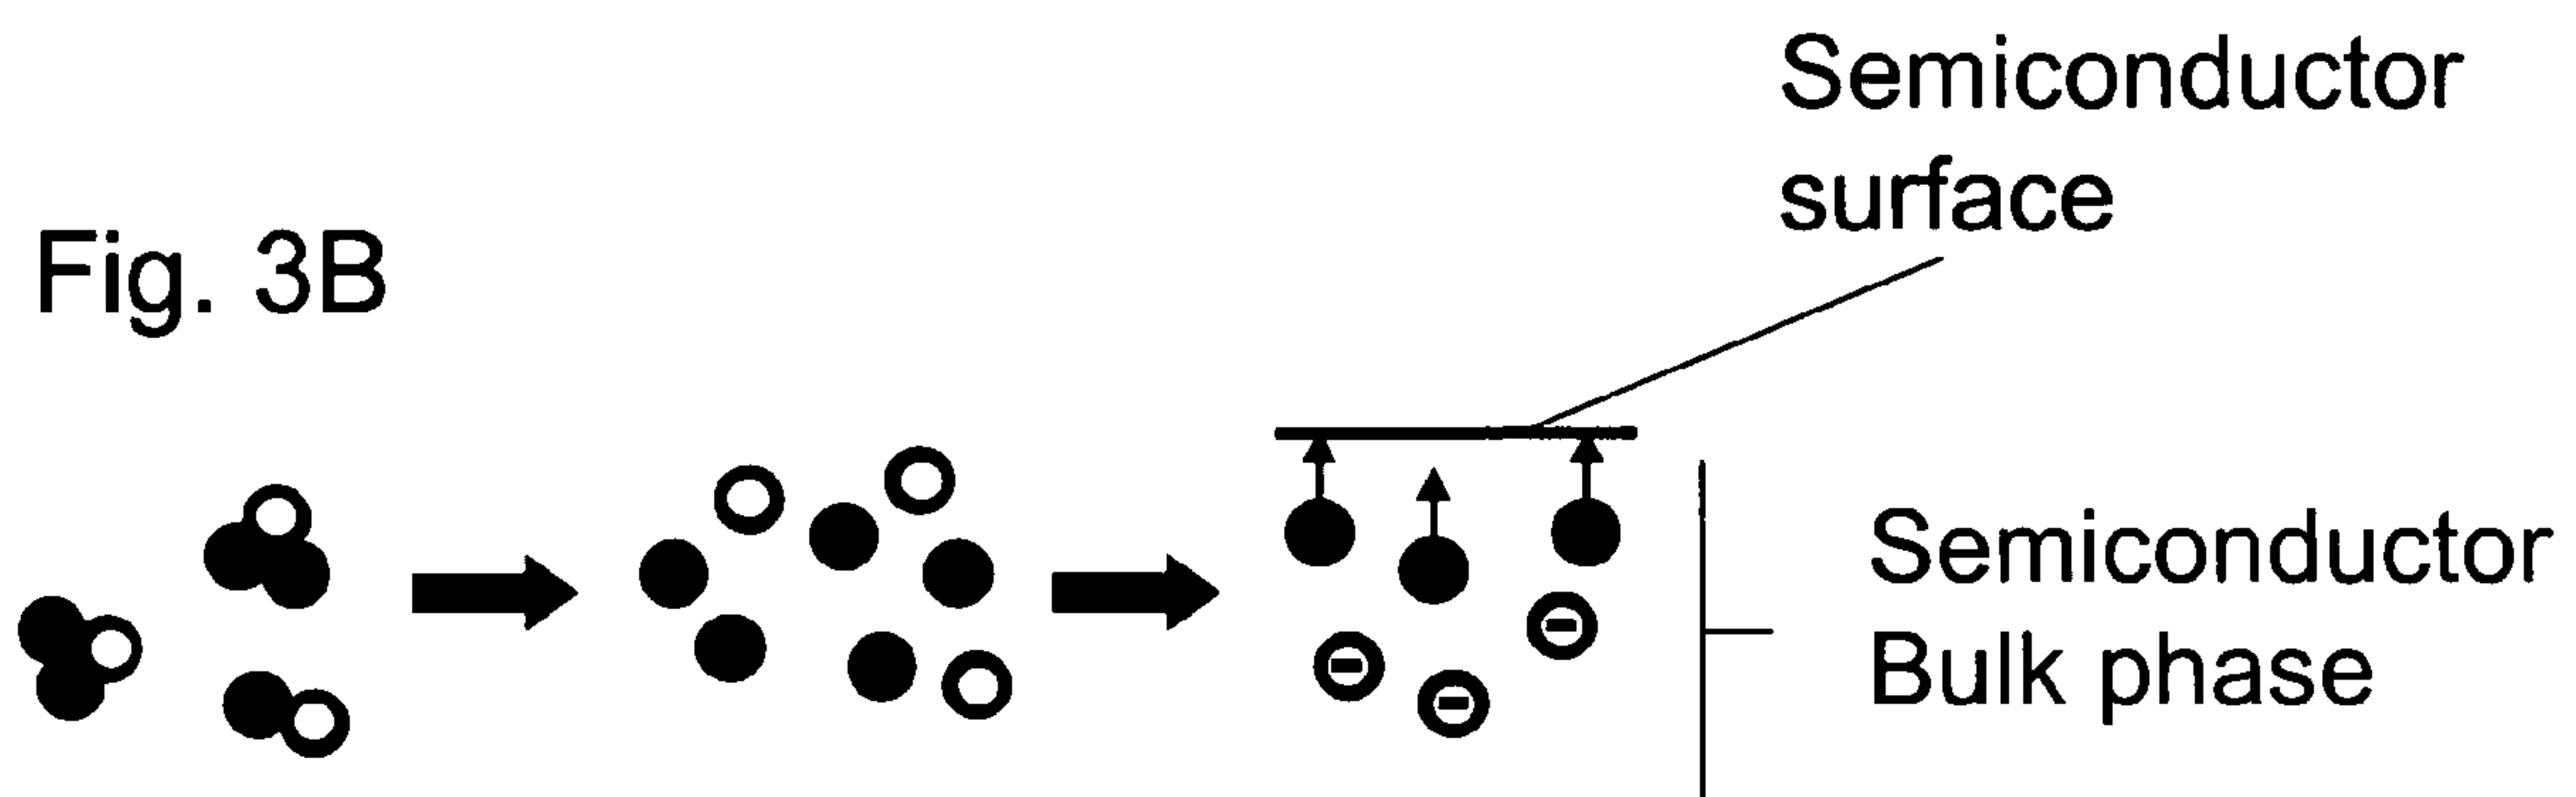 Semiconductor
surface
Fig. 3B
Semiconductor
Bulk phase